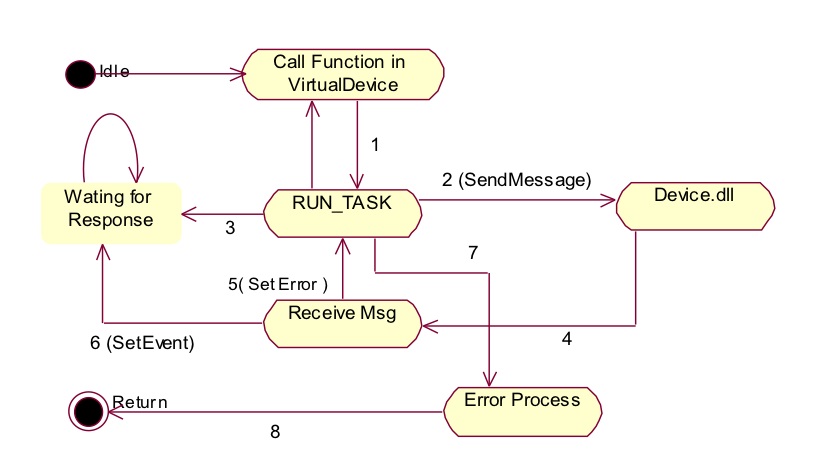 Idle
Call Function in
VirtualDevice
1
2 (SendMessage)
Wating for
Response
RUN_TASK
Device.dll
3
7
5( Set Error )
Receive Msg
4
6 (SetEvent)
Return
Error Process
8